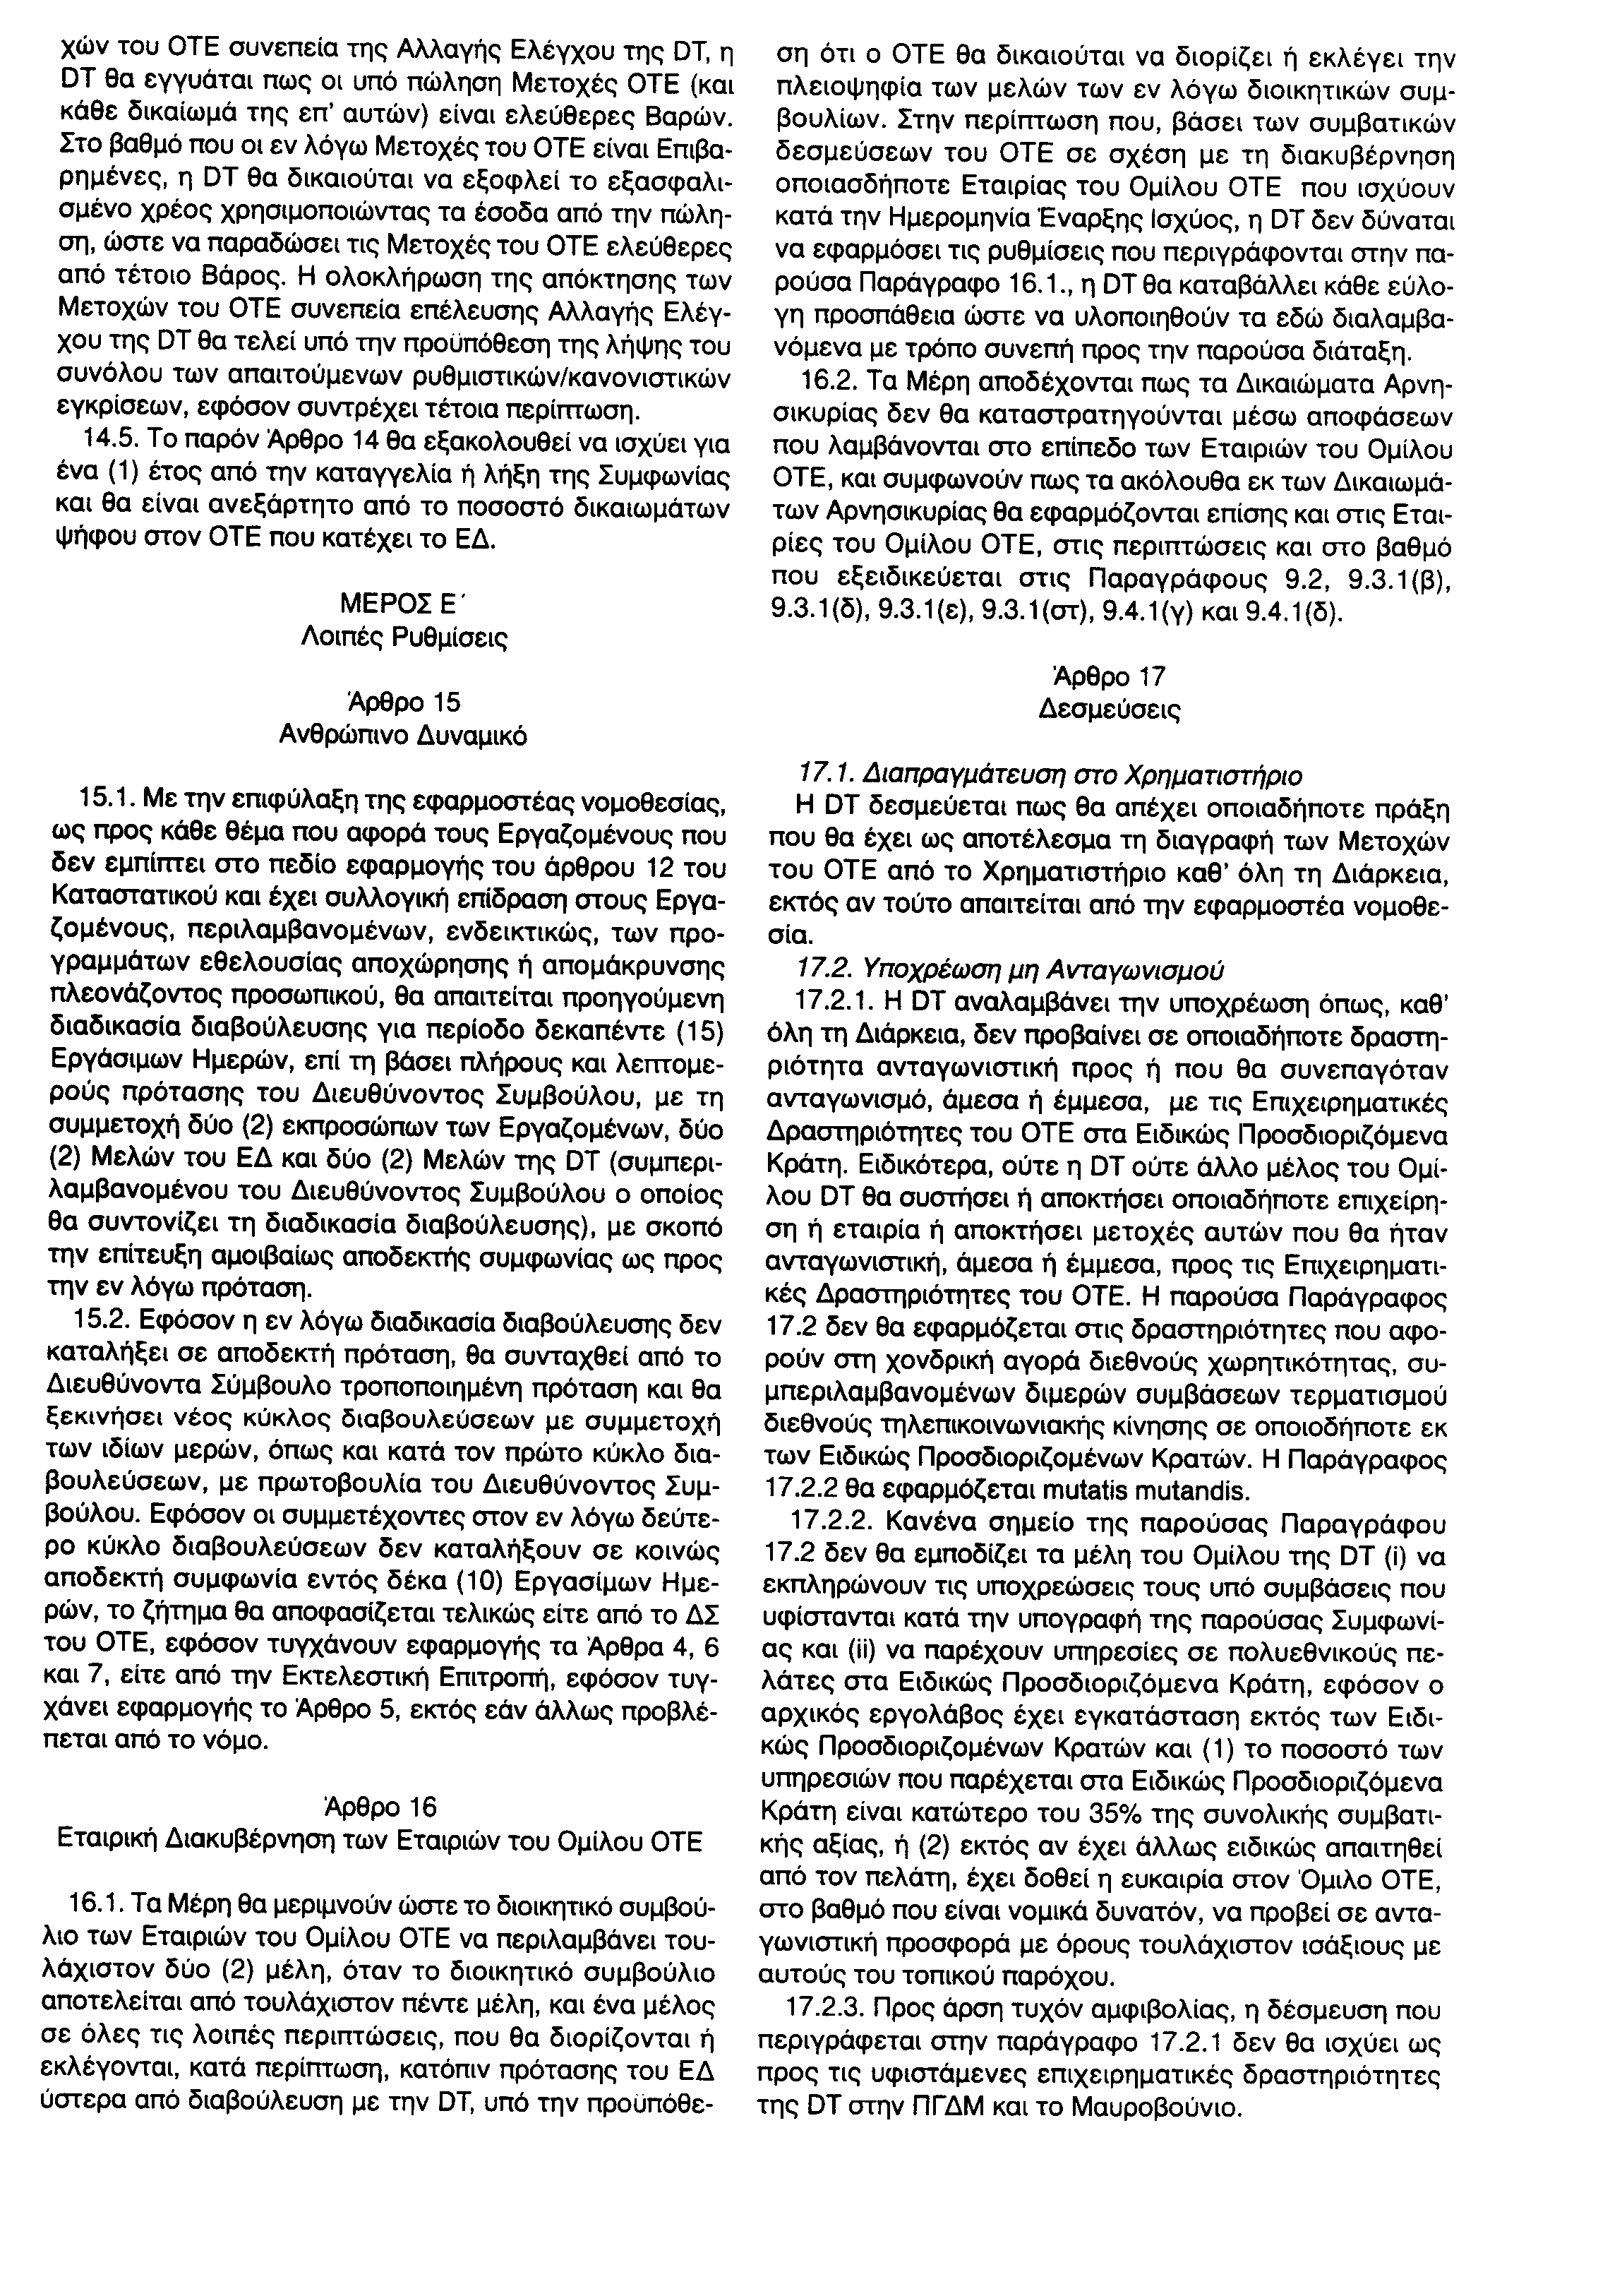 χών του ΟΤΕ συνεπεία της Αλλαγής Ελέγχου της DT, η
DT θα εγγυάται πως οι υπό πώληση Μετοχές ΟΤΕ (και
κάθε δικαίωμά της επ' αυτών) είναι ελεύθερες Βαρών.
Στο βαθμό που οι εν λόγω Μετοχές του ΟΤΕ είναι Επιβα-
ρημένες, η DT θα δικαιούται να εξοφλεί το εξασφαλι-
σμένο χρέος χρησιμοποιώντας τα έσοδα από την πώλη-
ση, ώστε να παραδώσει τις Μετοχές του ΟΤΕ ελεύθερες
από τέτοιο Βάρος. Η ολοκλήρωση της απόκτησης των
Μετοχών του ΟΤΕ συνεπεία επέλευσης Αλλαγής Ελέγ-
χου της DT θα τελεί υπό την προϋπόθεση της λήψης του
συνόλου των απαιτούμενων ρυθμιστικών/κανονιστικών
εγκρίσεων, εφόσον συντρέχει τέτοια περίπτωση.
14.5. Το παρόν Άρθρο 14 θα εξακολουθεί να ισχύει για
ένα (1) έτος από την καταγγελία ή λήξη της Συμφωνίας
και θα είναι ανεξάρτητο από το ποσοστό δικαιωμάτων
ψήφου στον ΟΤΕ που κατέχει το ΕΔ.
ΜΕΡΟΣ Ε΄
Λοιπές Ρυθμίσεις
Άρθρο 15
Ανθρώπινο Δυναμικό
15.1. Με την επιφύλαξη της εφαρμοστέας νομοθεσίας,
ως προς κάθε θέμα που αφορά τους Εργαζομένους που
δεν εμπίπτει στο πεδίο εφαρμογής του άρθρου 12 του
Καταστατικού και έχει συλλογική επίδραση στους Εργα-
ζομένους, περιλαμβανομένων, ενδεικτικώς, των προ-
γραμμάτων εθελουσίας αποχώρησης ή απομάκρυνσης
πλεονάζοντος προσωπικού, θα απαιτείται προηγούμενη
διαδικασία διαβούλευσης για περίοδο δεκαπέντε (15)
Εργάσιμων Ημερών, επί τη βάσει πλήρους και λεπτομε-
ρούς πρότασης του Διευθύνοντος Συμβούλου, με τη
συμμετοχή δύο (2) εκπροσώπων των Εργαζομένων, δύο
(2) Μελών του ΕΔ και δύο (2) Μελών της DT (συμπερι-
λαμβανομένου του Διευθύνοντος Συμβούλου ο οποίος
θα συντονίζει τη διαδικασία διαβούλευσης), με σκοπό
την επίτευξη αμοιβαίως αποδεκτής συμφωνίας ως προς
την εν λόγω πρόταση.
15.2. Εφόσον η εν λόγω διαδικασία διαβούλευσης δεν
καταλήξει σε αποδεκτή πρόταση, θα συνταχθεί από το
Διευθύνοντα Σύμβουλο τροποποιημένη πρόταση και θα
ξεκινήσει νέος κύκλος διαβουλεύσεων με συμμετοχή
των ιδίων μερών, όπως και κατά τον πρώτο κύκλο δια-
βουλεύσεων, με πρωτοβουλία του Διευθύνοντος Συμ-
βούλου. Εφόσον οι συμμετέχοντες στον εν λόγω δεύτε-
ρο κύκλο διαβουλεύσεων δεν καταλήξουν σε κοινώς
αποδεκτή συμφωνία εντός δέκα (10) Εργασίμων Ημε-
ρών, το ζήτημα θα αποφασίζεται τελικώς είτε από το ΔΣ
του ΟΤΕ, εφόσον τυγχάνουν εφαρμογής τα Άρθρα 4, 6
και 7, είτε από την Εκτελεστική Επιτροπή, εφόσον τυγ-
χάνει εφαρμογής το Άρθρο 5, εκτός εάν άλλως προβλέ-
πεται από το νόμο.
Άρθρο 16
Εταιρική Διακυβέρνηση των Εταιριών του Ομίλου ΟΤΕ
16.1. Τα Μέρη θα μεριμνούν ώστε το διοικητικό συμβού-
λιο των Εταιριών του Ομίλου ΟΤΕ να περιλαμβάνει του-
λάχιστον δύο (2) μέλη, όταν το διοικητικό συμβούλιο
αποτελείται από τουλάχιστον πέντε μέλη, και ένα μέλος
σε όλες τις λοιπές περιπτώσεις, που θα διορίζονται ή
εκλέγονται, κατά περίπτωση, κατόπιν πρότασης του ΕΔ
ύστερα από διαβούλευση με την DT, υπό την προϋπόθε-
ση ότι ο ΟΤΕ θα δικαιούται να διορίζει ή εκλέγει την
πλειοψηφία των μελών των εν λόγω διοικητικών συμ-
βουλίων. Στην περίπτωση που, βάσει των συμβατικών
δεσμεύσεων του ΟΤΕ σε σχέση με τη διακυβέρνηση
οποιασδήποτε Εταιρίας του Ομίλου ΟΤΕ που ισχύουν
κατά την Ημερομηνία Έναρξης Ισχύος, η DT δεν δύναται
να εφαρμόσει τις ρυθμίσεις που περιγράφονται στην πα-
ρούσα Παράγραφο 16.1., η DT θα καταβάλλει κάθε εύλο-
γη προσπάθεια ώστε να υλοποιηθούν τα εδώ διαλαμβα-
νόμενα με τρόπο συνεπή προς την παρούσα διάταξη.
16.2. Τα Μέρη αποδέχονται πως τα Δικαιώματα Αρνη-
σικυρίας δεν θα καταστρατηγούνται μέσω αποφάσεων
που λαμβάνονται στο επίπεδο των Εταιριών του Ομίλου
ΟΤΕ, και συμφωνούν πως τα ακόλουθα εκ των Δικαιωμά-
των Αρνησικυρίας θα εφαρμόζονται επίσης και στις Εται-
ρίες του Ομίλου ΟΤΕ, στις περιπτώσεις και στο βαθμό
που εξειδικεύεται στις Παραγράφους 9.2, 9.3.1(β),
9.3.1(δ), 9.3.1(ε), 9.3.1(στ), 9.4.1(γ) και 9.4.1(δ).
Άρθρο 17
Δεσμεύσεις
17.1. Διαπραγμάτευση στο Χρηματιστήριο
Η DT δεσμεύεται πως θα απέχει οποιαδήποτε πράξη
που θα έχει ως αποτέλεσμα τη διαγραφή των Μετοχών
του ΟΤΕ από το Χρηματιστήριο καθ' όλη τη Διάρκεια,
εκτός αν τούτο απαιτείται από την εφαρμοστέα νομοθε-
σία.
17.2. Υποχρέωση μη Ανταγωνισμού
17.2.1. Η DT αναλαμβάνει την υποχρέωση όπως, καθ'
όλη τη Διάρκεια, δεν προβαίνει σε οποιαδήποτε δραστη-
ριότητα ανταγωνιστική προς ή που θα συνεπαγόταν
ανταγωνισμό, άμεσα ή έμμεσα, με τις Επιχειρηματικές
Δραστηριότητες του ΟΤΕ στα Ειδικώς Προσδιοριζόμενα
Κράτη. Ειδικότερα, ούτε η DT ούτε άλλο μέλος του Ομί-
λου DT θα συστήσει ή αποκτήσει οποιαδήποτε επιχείρη-
ση ή εταιρία ή αποκτήσει μετοχές αυτών που θα ήταν
ανταγωνιστική, άμεσα ή έμμεσα, προς τις Επιχειρηματι-
κές Δραστηριότητες του ΟΤΕ. Η παρούσα Παράγραφος
17.2 δεν θα εφαρμόζεται στις δραστηριότητες που αφο-
ρούν στη χονδρική αγορά διεθνούς χωρητικότητας, συ-
μπεριλαμβανομένων διμερών συμβάσεων τερματισμού
διεθνούς τηλεπικοινωνιακής κίνησης σε οποιοδήποτε εκ
των Ειδικώς Προσδιοριζομένων Κρατών. Η Παράγραφος
17.2.2 θα εφαρμόζεται mutatis mutandis.
17.2.2. Κανένα σημείο της παρούσας Παραγράφου
17.2 δεν θα εμποδίζει τα μέλη του Ομίλου της DT (i) να
εκπληρώνουν τις υποχρεώσεις τους υπό συμβάσεις που
υφίστανται κατά την υπογραφή της παρούσας Συμφωνί-
ας και (ii) να παρέχουν υπηρεσίες σε πολυεθνικούς πε-
λάτες στα Ειδικώς Προσδιοριζόμενα Κράτη, εφόσον ο
αρχικός εργολάβος έχει εγκατάσταση εκτός των Ειδι-
κώς Προσδιοριζομένων Κρατών και (1) το ποσοστό των
υπηρεσιών που παρέχεται στα Ειδικώς Προσδιοριζόμενα
Κράτη είναι κατώτερο του 35% της συνολικής συμβατι-
κής αξίας, ή (2) εκτός αν έχει άλλως ειδικώς απαιτηθεί
από τον πελάτη, έχει δοθεί η ευκαιρία στον Όμιλο ΟΤΕ,
στο βαθμό που είναι νομικά δυνατόν, να προβεί σε αντα-
γωνιστική προσφορά με όρους τουλάχιστον ισάξιους με
αυτούς του τοπικού παρόχου.
17.2.3. Προς άρση τυχόν αμφιβολίας, η δέσμευση που
περιγράφεται στην παράγραφο 17.2.1 δεν θα ισχύει ως
προς τις υφιστάμενες επιχειρηματικές δραστηριότητες
της DT στην ΠΓΔΜ και το Μαυροβούνιο.